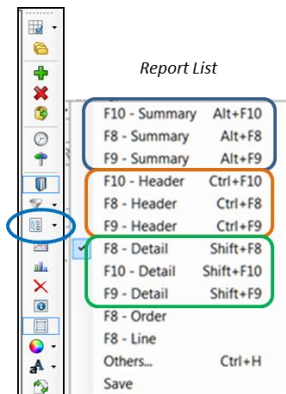 Report List
F10 - Summary Alt+F10
F8 - Summary Alt+F8
F9 - Summary Alt+F9
F10 - Header Ctrl+F10
F8 - Header Ctrl+F8
F9 - Header Ctrl+F9
F8 - Detail Shift+F8
F10 - Detail Shift+F10
F9 - Detail Shift+F9
F8 - Order
F8 - Line
Others... Ctrl+H
Save